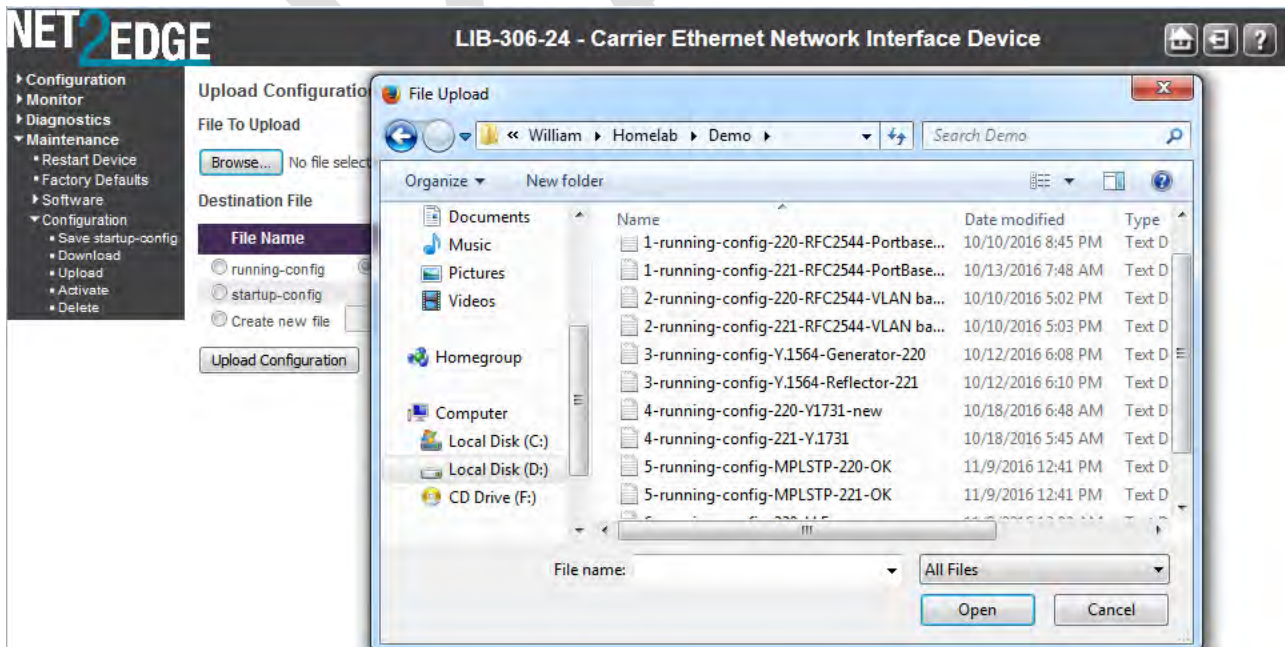 NET2EDGE
LIB-306-24 - Carrier Ethernet Network Interface Device
?
Configuration
Monitor
Diagnostics
Maintenance
Restart Device
Factory Defaults
Software
Configuration
Save startup-config
Download
Upload
Activate
Delete
Upload Configuratio
File To Upload
Browse... No file select
Destination File
File Name
running-config
startup-config
Create new file
Upload Configuration
File Upload
x
« William Homelab Demo
Search Demo
Organize New folder
?
Documents
Music
Pictures
Videos
Homegroup
Computer
Local Disk (C:)
Local Disk (D:)
CD Drive (F:)
Name Date modified Type
1-running-config-220-RFC2544-Portbase... 10/10/2016 8:45 PM Text D
1-running-config-221-RFC2544-PortBase... 10/13/2016 7:48 AM Text D
2-running-config-220-RFC2544-VLAN ba... 10/10/2016 5:02 PM Text D
2-running-config-221-RFC2544-VLAN ba... 10/10/2016 5:03 PM Text D
3-running-config-Y.1564-Generator-220 10/12/2016 6:08 PM Text D
3-running-config-Y.1564-Reflector-221 10/12/2016 6:10 PM Text D
4-running-config-220-Y1731-new 10/18/2016 6:48 AM Text D
4-running-config-221-Y.1731 10/18/2016 5:45 AM Text D
5-running-config-MPLSTP-220-OK 11/9/2016 12:41 PM Text D
5-running-config-MPLSTP-221-OK 11/9/2016 12:41 PM Text D
File name:
All Files
Open Cancel